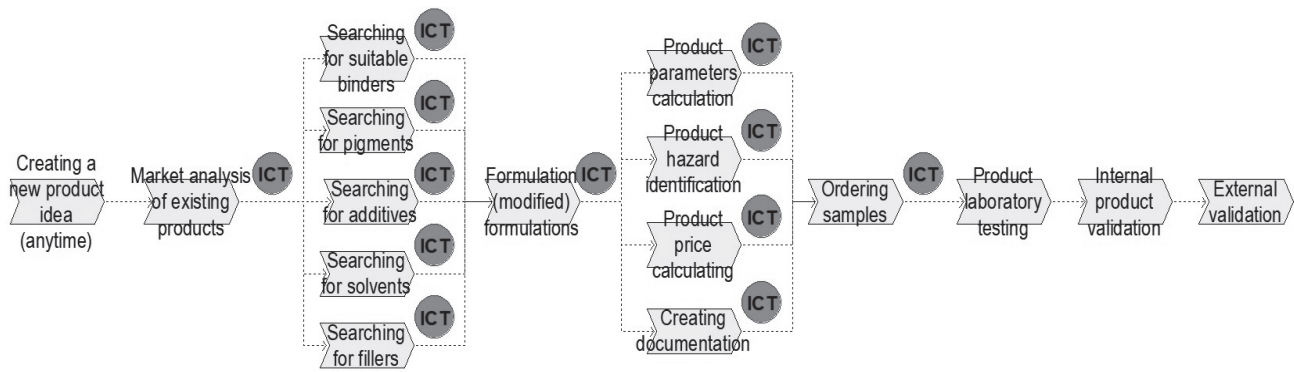 Creating a
new product
idea
(anytime)
Market analysis
of existing
products
ICT
Searching
for suitable
binders
ICT
Searching
for pigments
ICT
Searching
for additives
ICT
Searching
for solvents
ICT
Searching
for fillers
ICT
Formulation
(modified)
formulations
ICT
Product
parameters
calculation
ICT
Product
hazard
identification
ICT
Product
price
calculating
ICT
Creating
documentation
ICT
Ordering
samples
ICT
Product
laboratory
testing
Internal
product
validation
External
validation